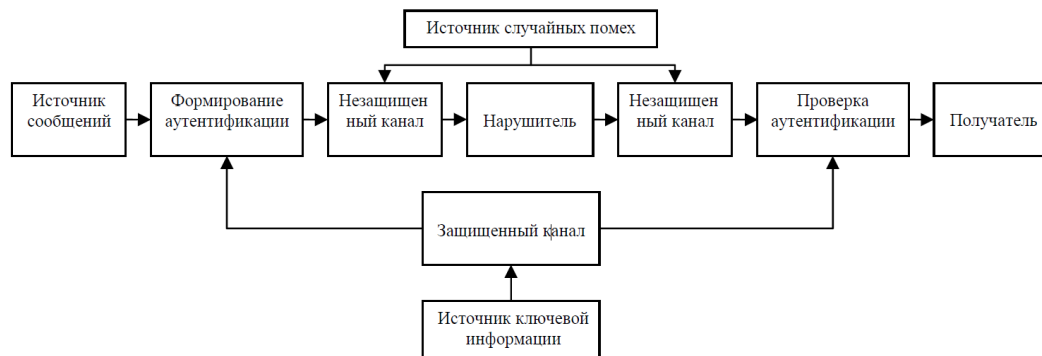 Источник случайных помех
Источник
сообщений
Формирование
аутентификации
Незащищен
ный канал
Нарушитель
Незащищен
ный канал
Проверка
аутентификации
Получатель
Защищенный канал
Источник ключевой
информации